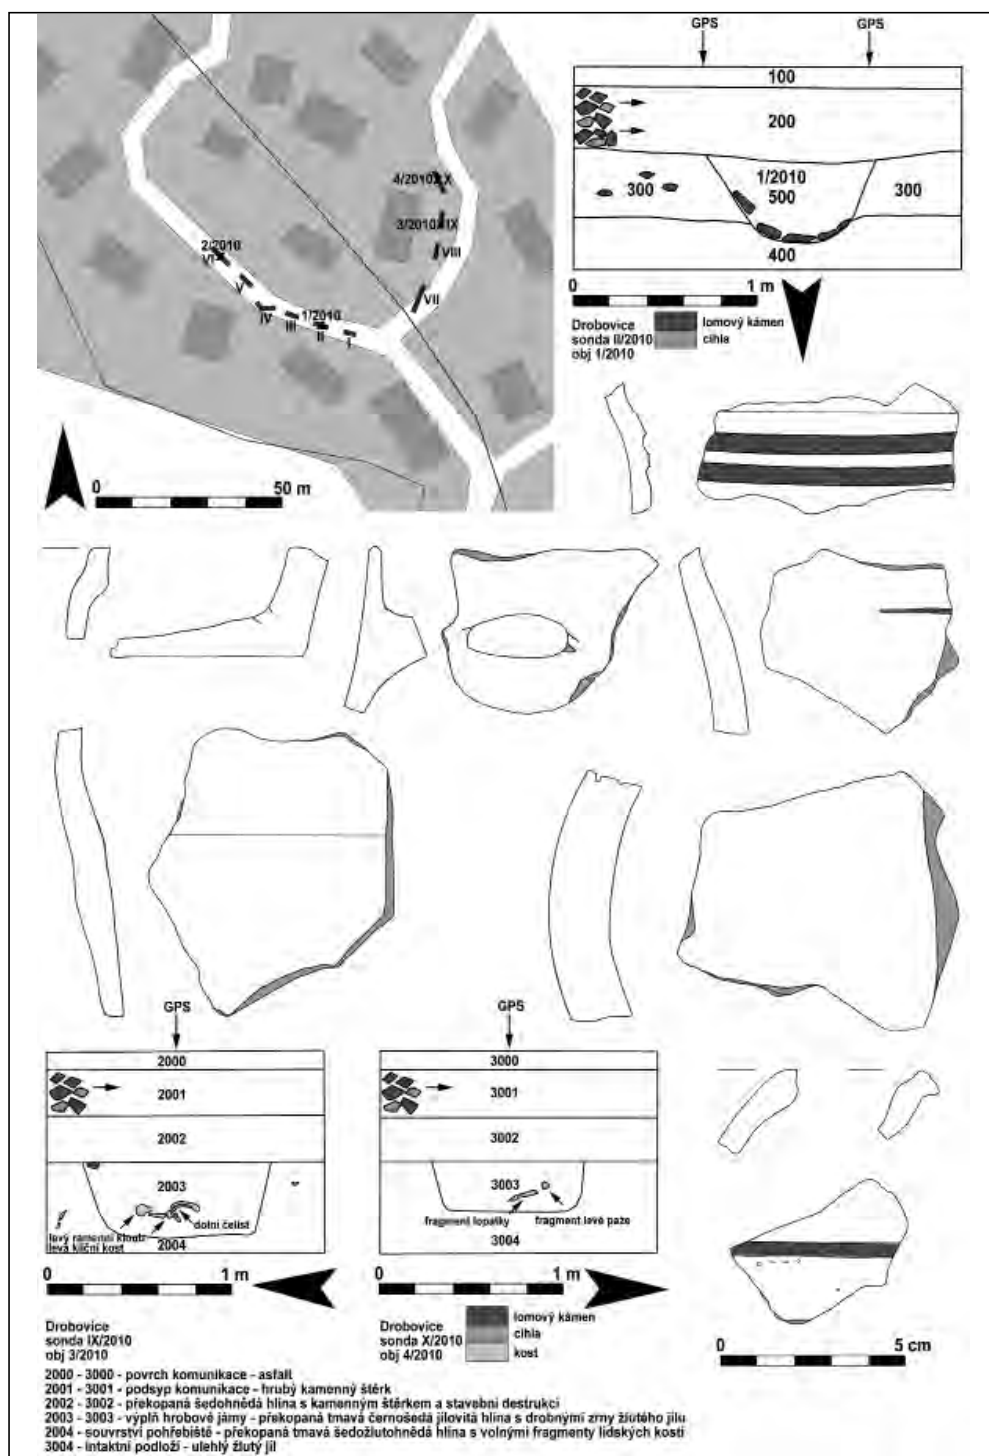 GPS
GPS
100
200
300
1/2010
500
300
400
0
1 m
Drobovice
sonda II/2010
obj 1/2010
lomový kámen
cihla
4/2010 X
3/2010 IX
VIII
VII
2/2010
VI
V
IV
III
1/2010
II
I
0
50 m
GPS
2000
2001
2002
2003
dolní čelist
levý ramenní kloub
levá klíční kost
2004
0
1 m
Drobovice
sonda IX/2010
obj 3/2010
GPS
3000
3001
3002
3003
fragment lopatky
fragment levé paže
3004
0
1 m
Drobovice
sonda X/2010
obj 4/2010
lomový kámen
cihla
kost
0
5 cm
2000 - 3000 - povrch komunikace - asfalt
2001 - 3001 - podsyp komunikace - hrubý kamenný štěrk
2002 - 3002 - překopaná šedohnědá hlína s kamenným štěrkem a stavební destrukcí
2003 - 3003 - výplň hrobové jámy - překopaná tmavá černošedá jílovitá hlína s drobnými zrny žlutého jílu
2004 - souvrství pohřebiště - překopaná tmavá šedožlutohnědá hlína s volnými fragmenty lidských kostí
3004 - intaktní podloží - ulehlý žlutý jíl